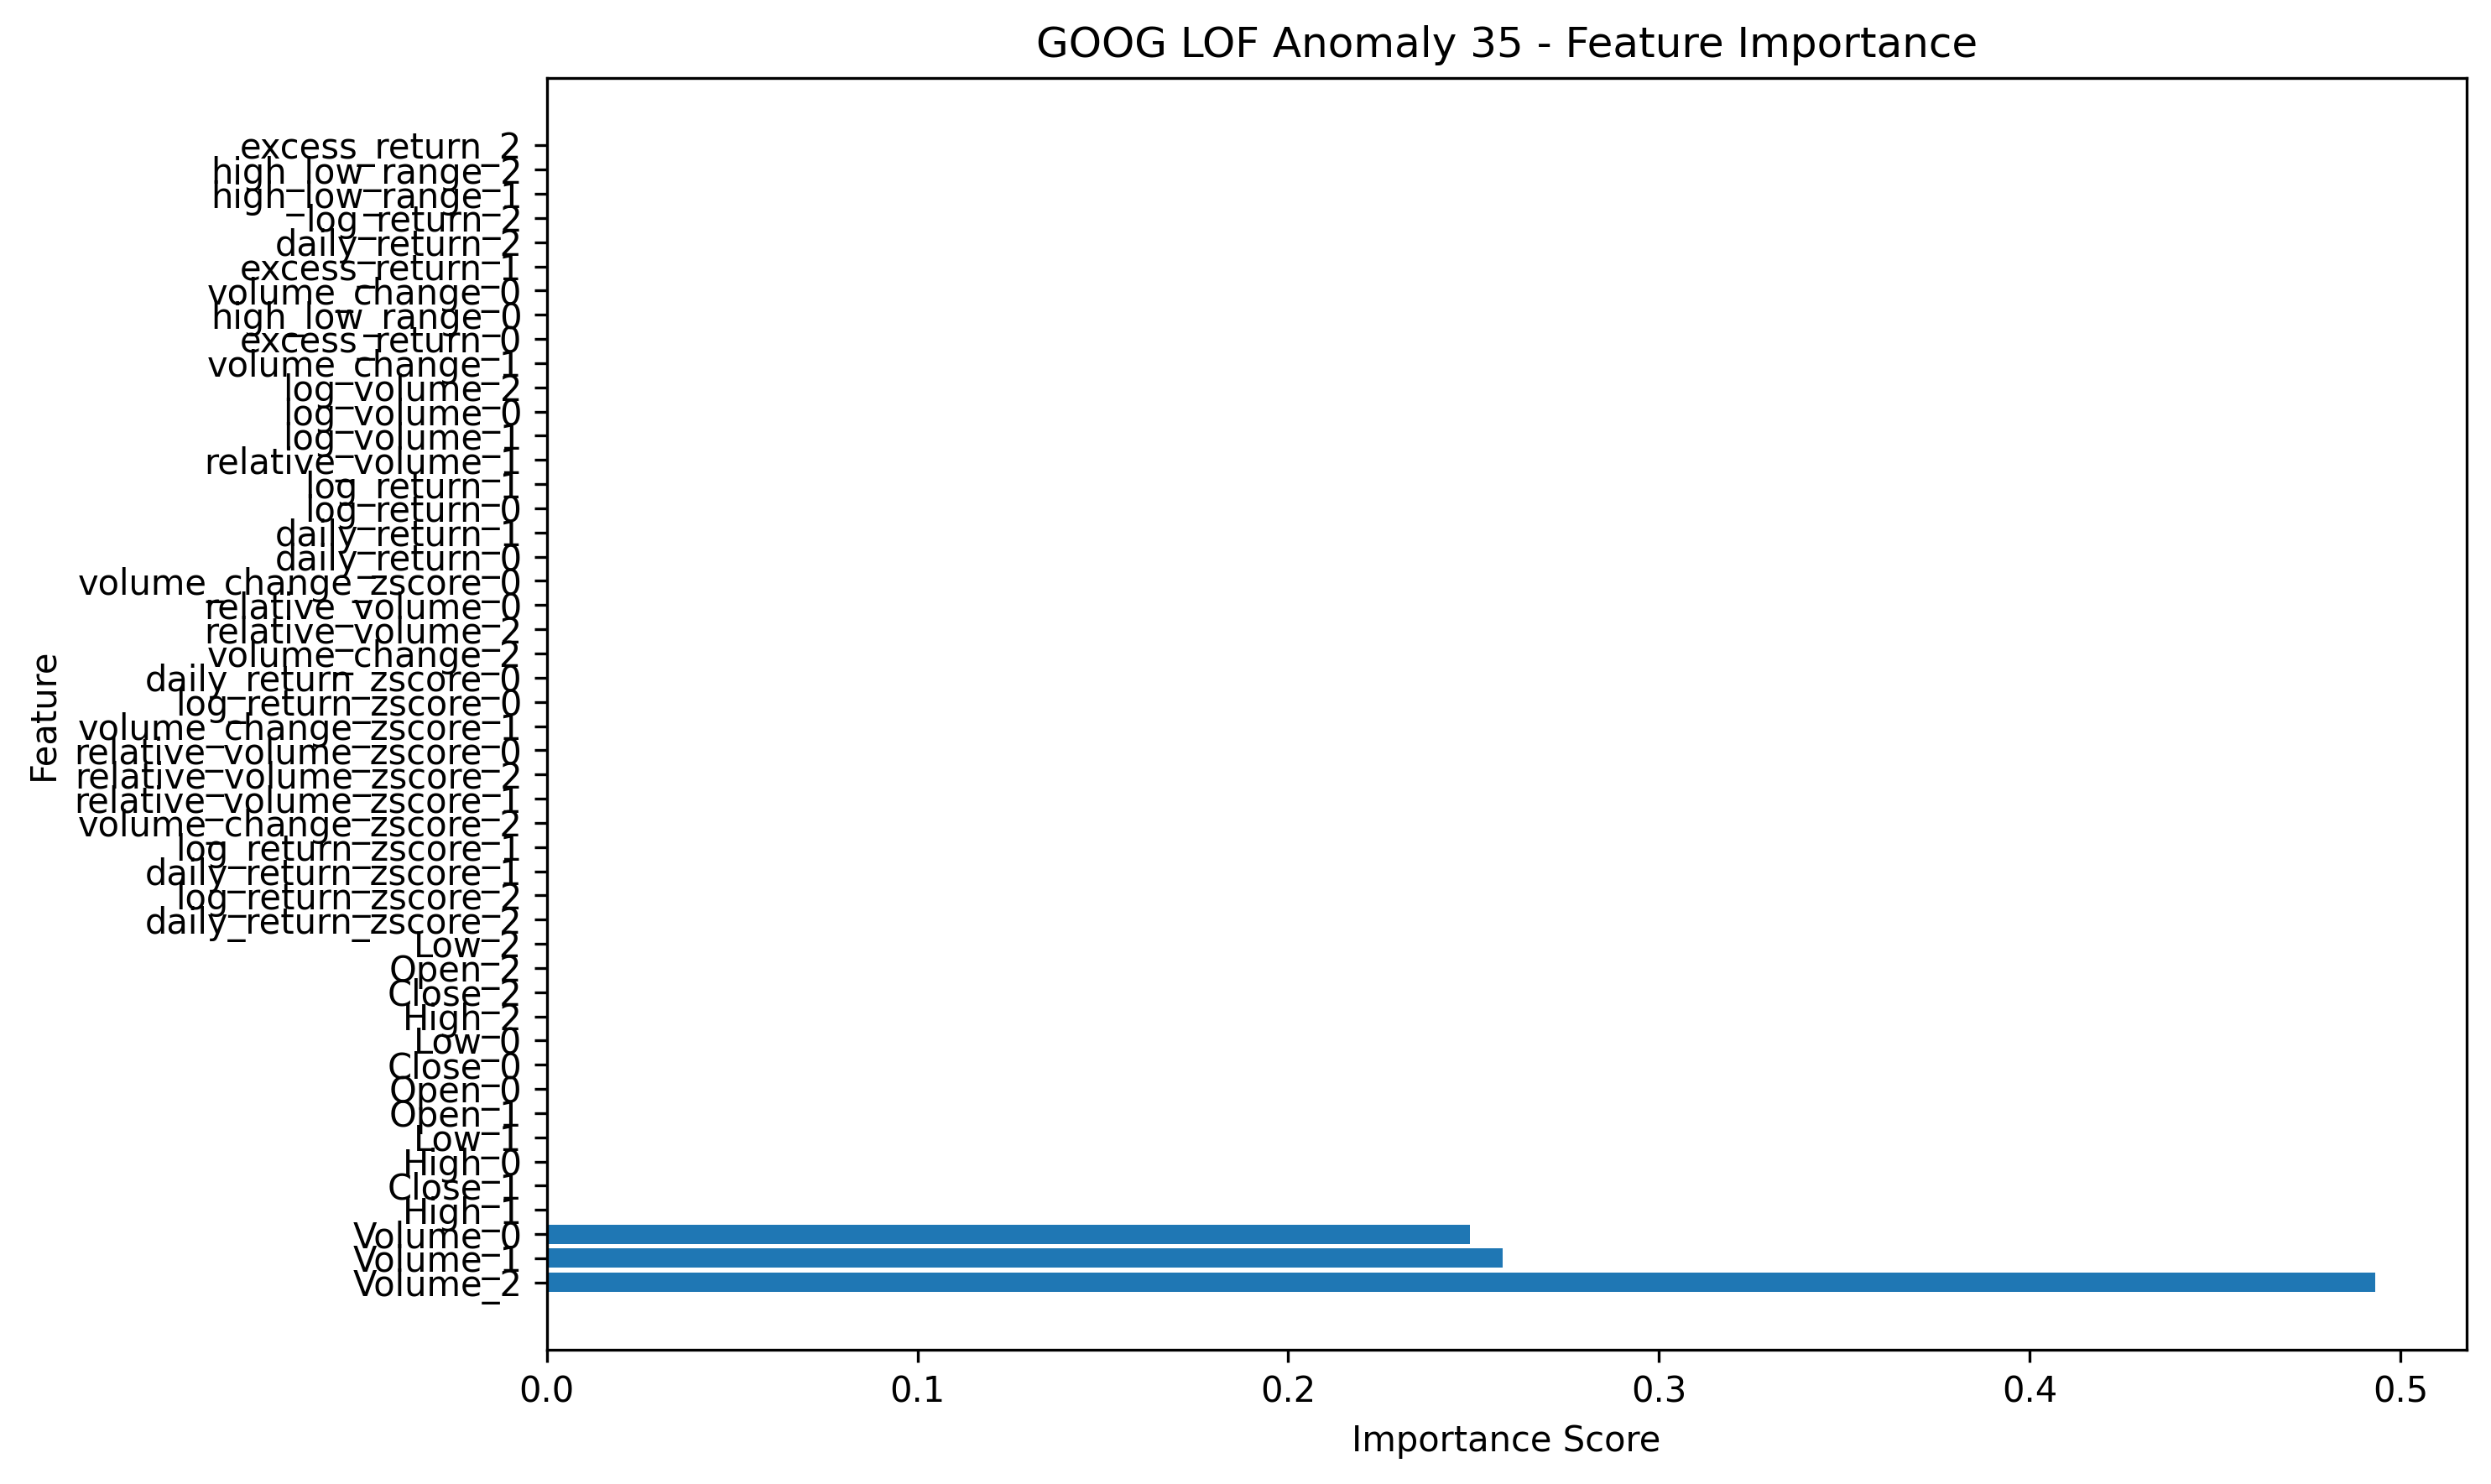 GOOG LOF Anomaly 35 - Feature Importance
excess_return_2
high_low_range_2
high_low_range_1
log_return_2
daily_return_2
excess_return_1
volume_change_0
high_low_range_0
excess_return_0
volume_change_1
log_volume_2
log_volume_0
log_volume_1
relative_volume_1
log_return_1
log_return_0
daily_return_1
daily_return_0
volume_change_zscore_0
relative_volume_0
relative_volume_2
volume_change_2
daily_return_zscore_0
log_return_zscore_0
volume_change_zscore_1
relative_volume_zscore_0
relative_volume_zscore_2
relative_volume_zscore_1
volume_change_zscore_2
log_return_zscore_1
daily_return_zscore_1
log_return_zscore_2
daily_return_zscore_2
Low_2
Open_2
Close_2
High_2
Low_0
Close_0
Open_0
Open_1
Low_1
High_0
Close_1
High_1
Volume_0
Volume_1
Volume_2
Feature
0.0 0.1 0.2 0.3 0.4 0.5
Importance Score